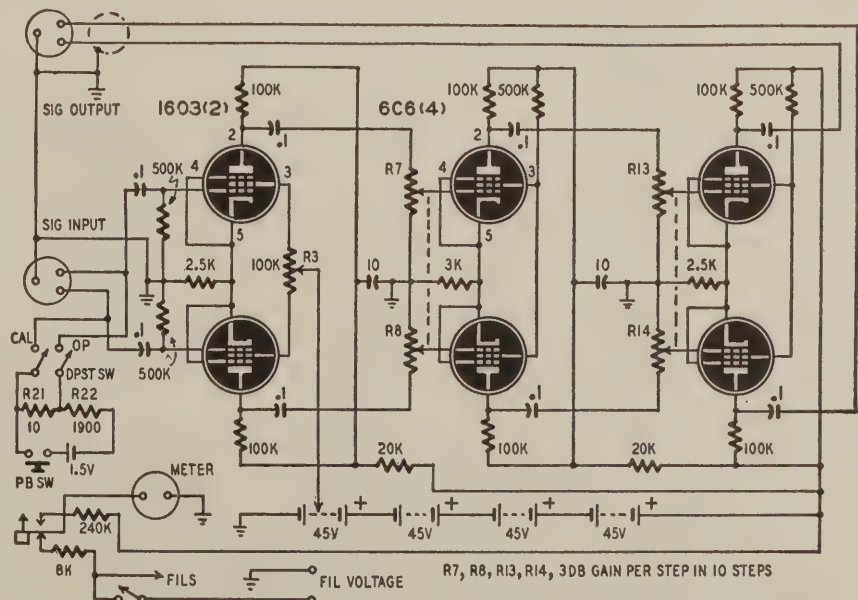 SIG OUTPUT
1603(2)
6C6(4)
100K
2
.1
500K
.1
4
3
5
100K
R3
2.5K
SIG INPUT
.1
500K
100K
.1
CAL
OP
DPST SW
R21
R22
10
1900
1.5V
PB SW
100K
500K
2
.1
R7
4
3
5
10
3K
R8
.1
100K
20K
100K
500K
.1
R13
10
2.5K
R14
.1
100K
20K
METER
240K
8K
FILS
FIL VOLTAGE
45V
+
45V
+
45V
+
45V
+
R7, R8, R13, R14, 3DB GAIN PER STEP IN 10 STEPS